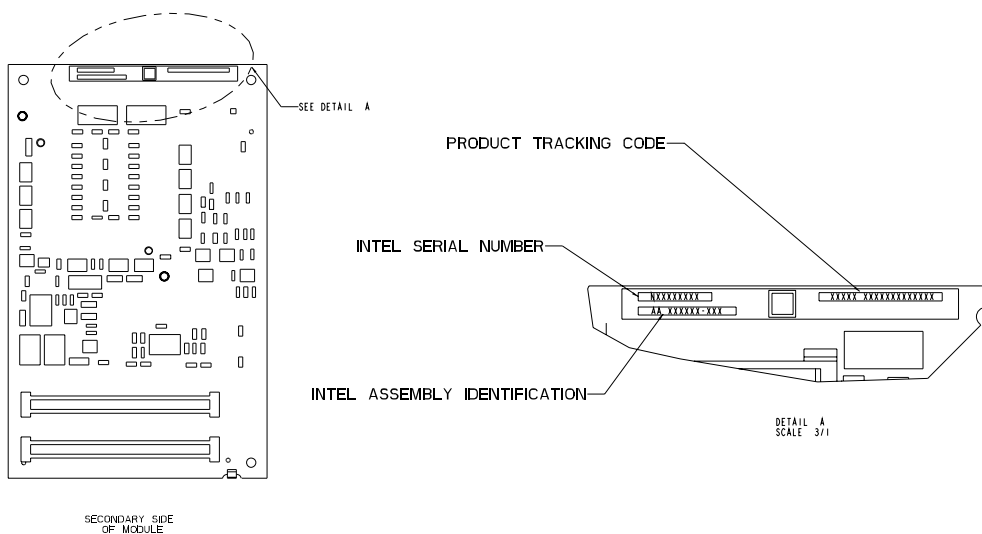 SEE DETAIL A
PRODUCT TRACKING CODE
INTEL SERIAL NUMBER
NXXXXXXXX
XXXXX XXXXXXXXXXXXX
AA XXXXXX-XXX
INTEL ASSEMBLY IDENTIFICATION
DETAIL A
SCALE 3/1
SECONDARY SIDE
OF MODULE